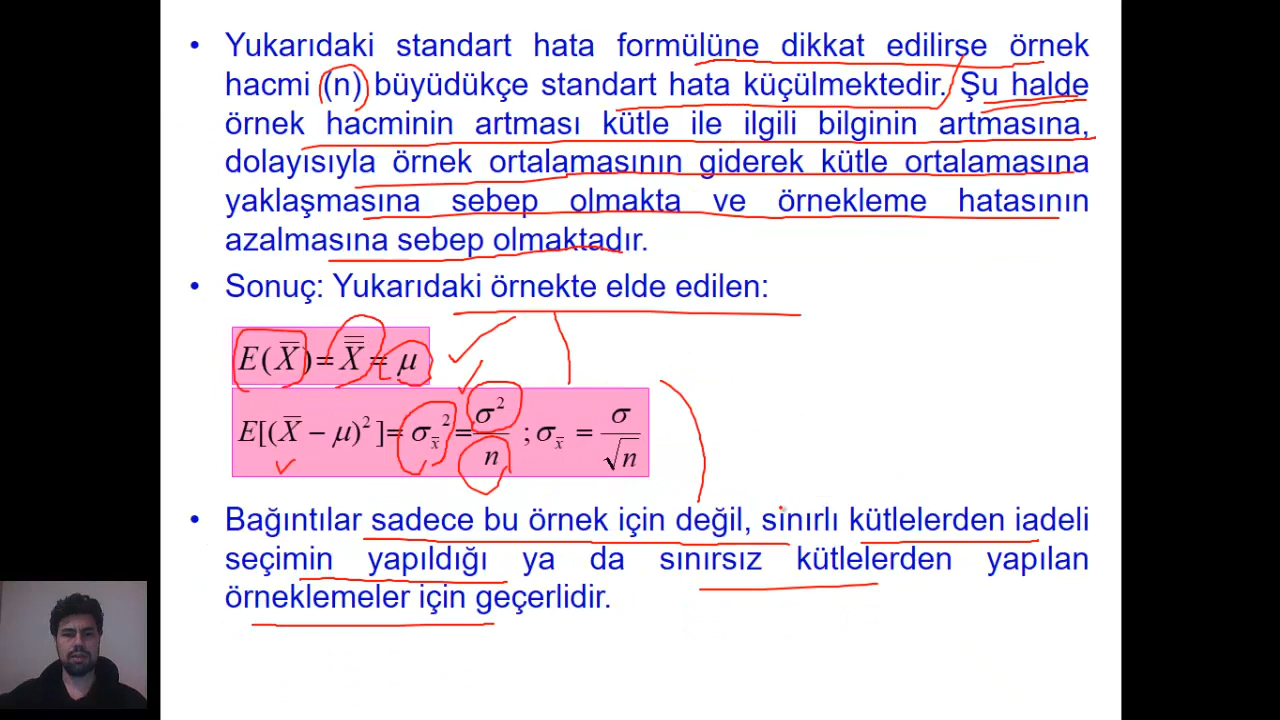 • Yukarıdaki standart hata formülüne dikkat edilirse örnek
hacmi (n) büyüdükçe standart hata küçülmektedir. Şu halde
örnek hacminin artması kütle ile ilgili bilginin artmasına,
dolayısıyla örnek ortalamasının giderek kütle ortalamasına
yaklaşmasına sebep olmakta ve örnekleme hatasının
azalmasına sebep olmaktadır.
• Sonuç: Yukarıdaki örnekte elde edilen:
E(X̅) = X̿ = μ
E[(X̅ − μ)²] = σx̅² = σ²/n ; σx̅ = σ/√n
• Bağıntılar sadece bu örnek için değil, sinırlı kütlelerden iadeli
seçimin yapıldığı ya da sınırsız kütlelerden yapılan
örneklemeler için geçerlidir.